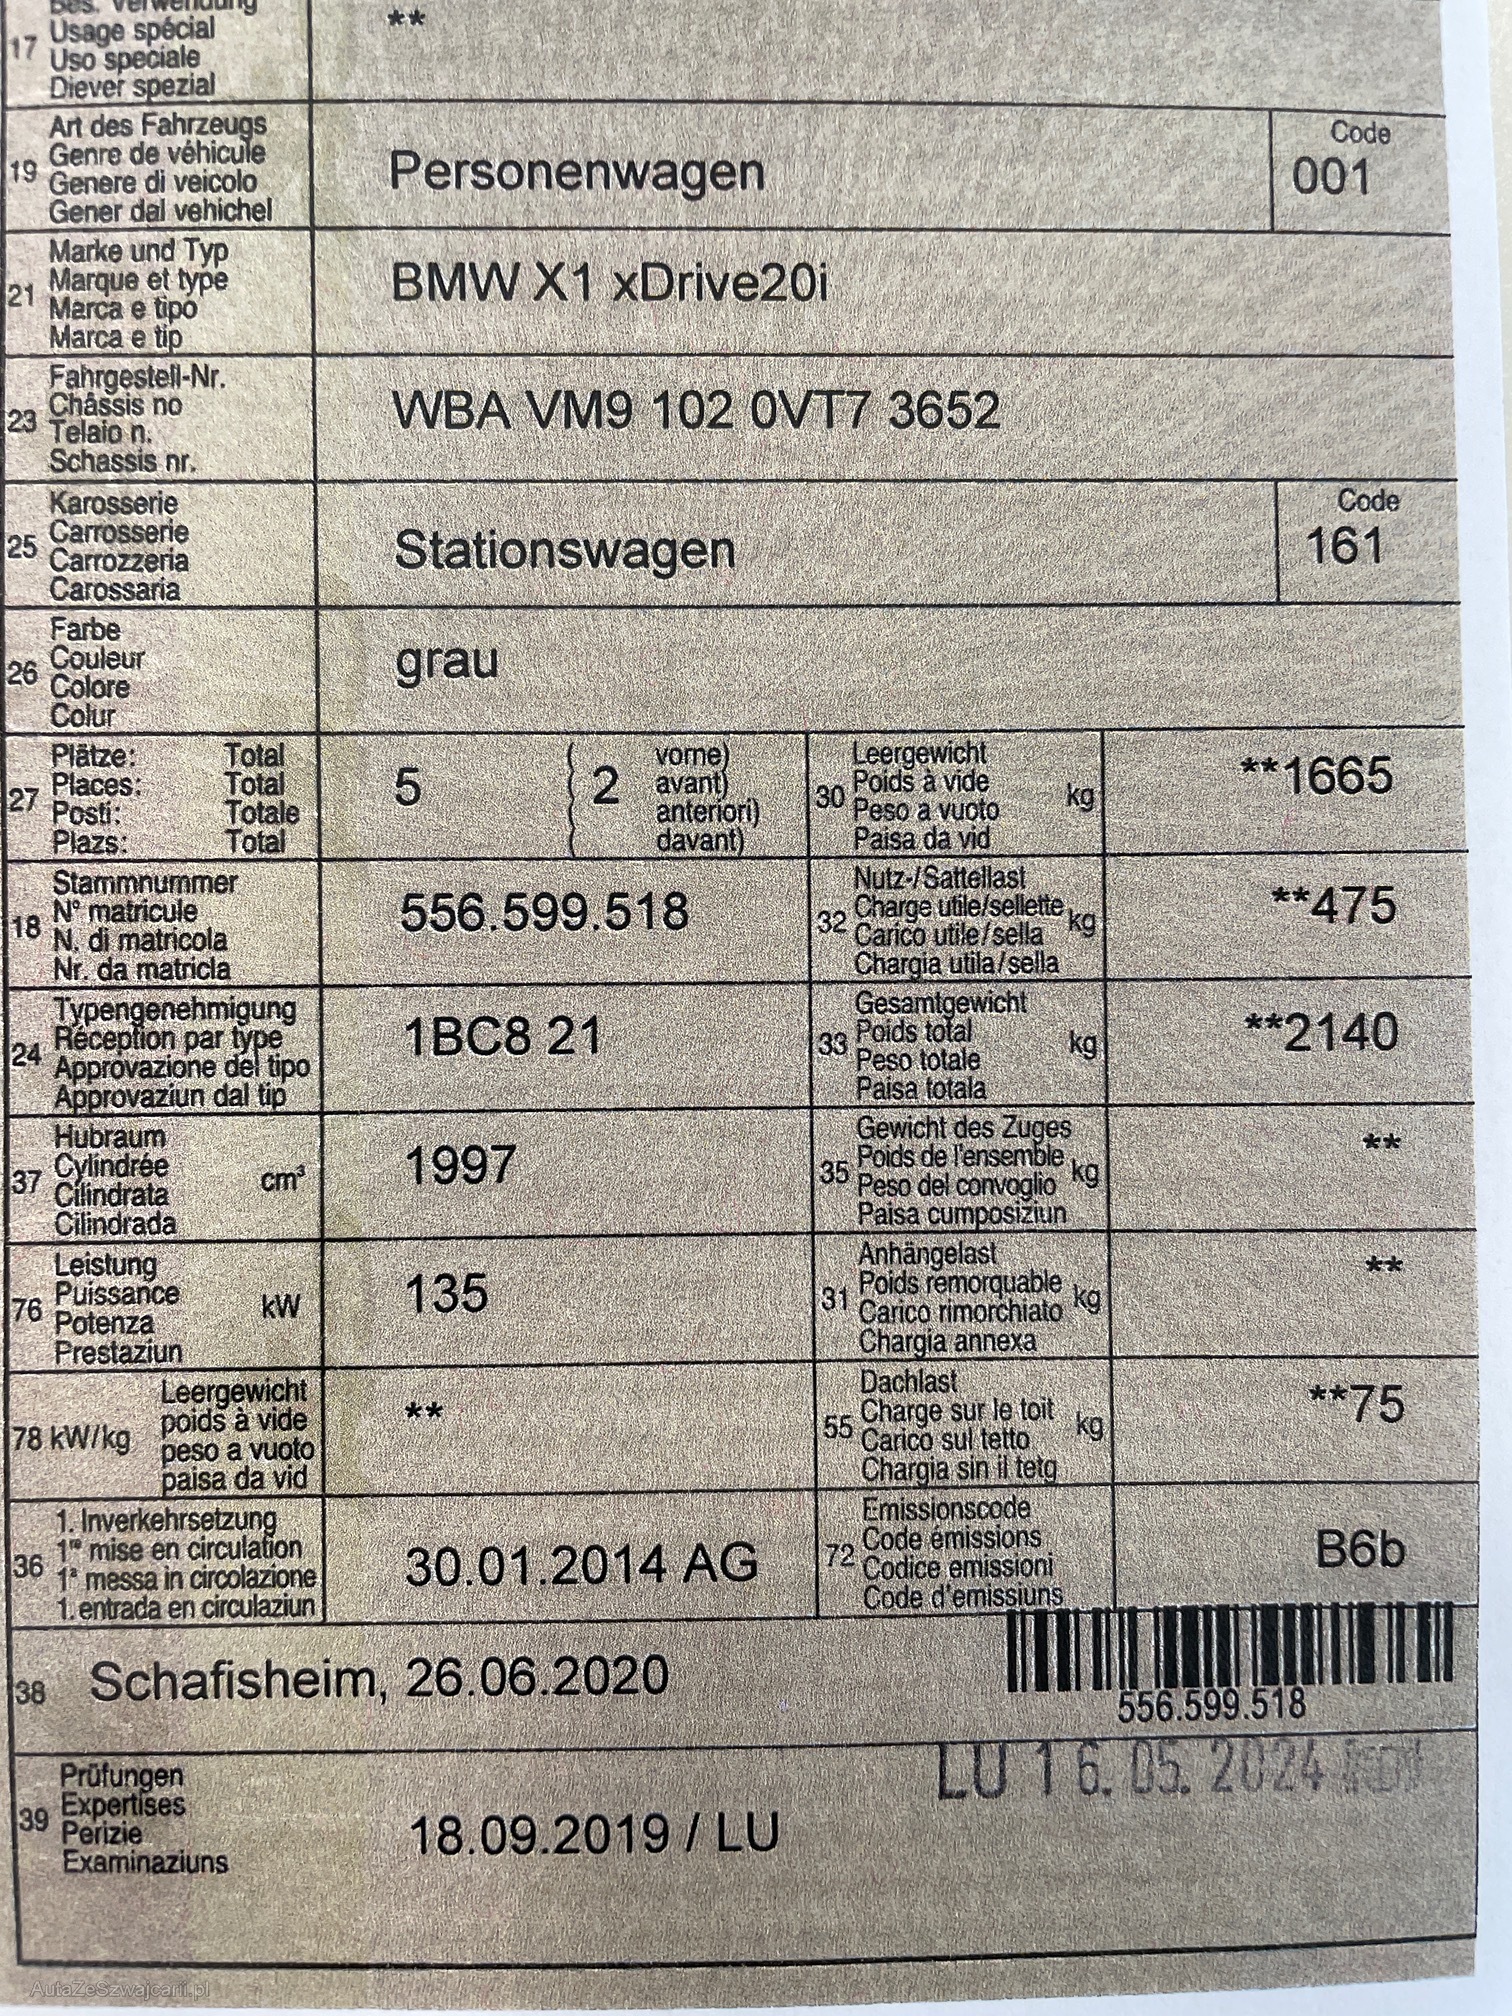 Bes. Verwendung
17 Usage spécial **
Uso speciale
Diever spezial
Art des Fahrzeugs Code
19 Genre de véhicule Personenwagen 001
Genere di veicolo
Gener dal vehichel
Marke und Typ
21 Marque et type BMW X1 xDrive20i
Marca e tipo
Marca e tip
Fahrgestell-Nr.
23 Châssis no WBA VM9 102 0VT7 3652
Telaio n.
Schassis nr.
Karosserie Code
25 Carrosserie Stationswagen 161
Carrozzeria
Carossaria
Farbe
26 Couleur grau
Colore
Colur
27 Plätze: Total 5 2 vorne)
Places: Total avant)
Posti: Totale anteriori)
Plazs: Total davant)
30 Leergewicht kg **1665
Poids à vide
Peso a vuoto
Paisa da vid
18 Stammnummer 556.599.518
N° matricule
N. di matricola
Nr. da matricla
32 Nutz-/Sattellast kg **475
Charge utile/sellette
Carico utile/sella
Chargia utila/sella
24 Typengenehmigung 1BC8 21
Réception par type
Approvazione del tipo
Approvaziun dal tip
33 Gesamtgewicht kg **2140
Poids total
Peso totale
Paisa totala
37 Hubraum cm³ 1997
Cylindrée
Cilindrata
Cilindrada
35 Gewicht des Zuges kg **
Poids de l'ensemble
Peso del convoglio
Paisa cumposiziun
76 Leistung kW 135
Puissance
Potenza
Prestaziun
31 Anhängelast kg **
Poids remorquable
Carico rimorchiato
Chargia annexa
78 kW/kg Leergewicht **
poids à vide
peso a vuoto
paisa da vid
55 Dachlast kg **75
Charge sur le toit
Carico sul tetto
Chargia sin il tetg
36 1. Inverkehrsetzung 30.01.2014 AG
1re mise en circulation
1a messa in circolazione
1. entrada en circulaziun
72 Emissionscode B6b
Code émissions
Codice emissioni
Code d'emissiuns
38 Schafisheim, 26.06.2020
556.599.518
LU 16.05.2024
39 Prüfungen 18.09.2019 / LU
Expertises
Perizie
Examinaziuns
AutaZeSzwajcarii.pl